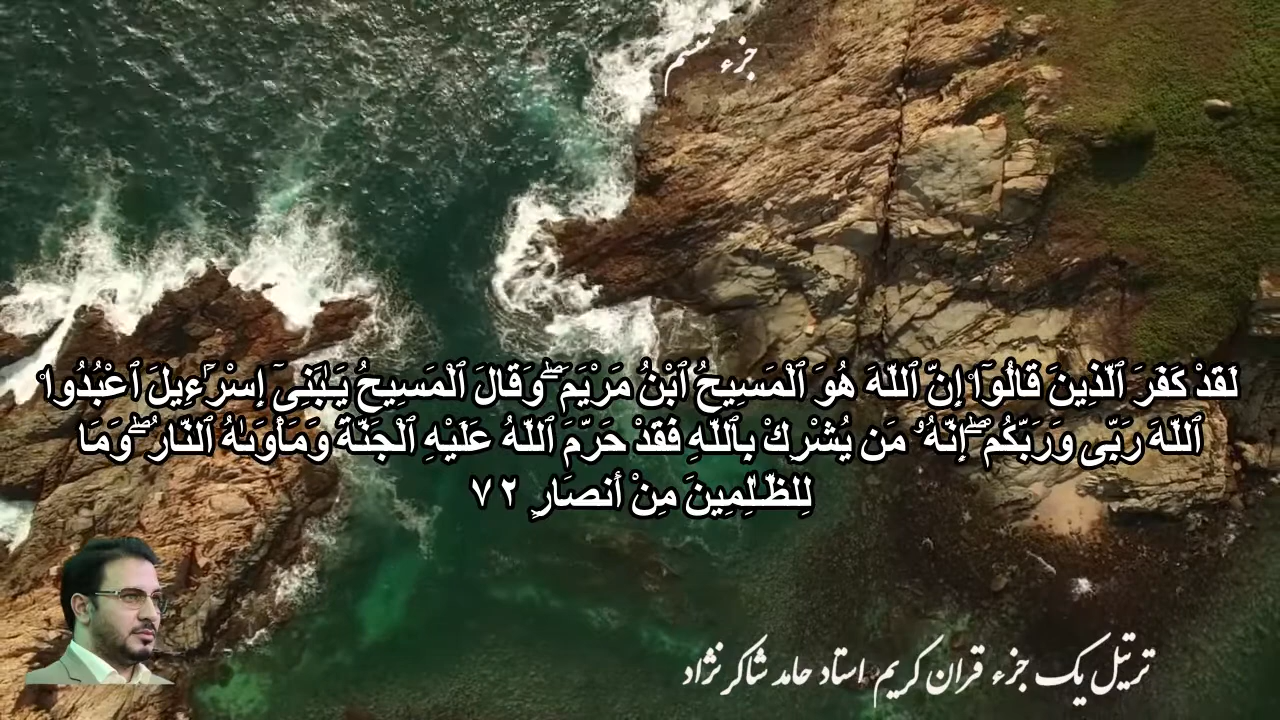 جزء ششم
لَقَدْ كَفَرَ ٱلَّذِينَ قَالُوٓا۟ إِنَّ ٱللَّهَ هُوَ ٱلْمَسِيحُ ٱبْنُ مَرْيَمَ ۖ وَقَالَ ٱلْمَسِيحُ يَـٰبَنِىٓ إِسْرَٰٓءِيلَ ٱعْبُدُوا۟
ٱللَّهَ رَبِّى وَرَبَّكُمْ ۖ إِنَّهُۥ مَن يُشْرِكْ بِٱللَّهِ فَقَدْ حَرَّمَ ٱللَّهُ عَلَيْهِ ٱلْجَنَّةَ وَمَأْوَىٰهُ ٱلنَّارُ ۖ وَمَا
لِلظَّـٰلِمِينَ مِنْ أَنصَارٍۢ ٧٢
ترتیل یک جزء قران کریم استاد حامد شاکرنژاد